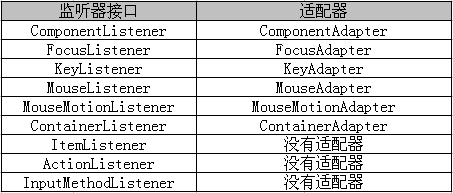 监听器接口 适配器
ComponentListener ComponentAdapter
FocusListener FocusAdapter
KeyListener KeyAdapter
MouseListener MouseAdapter
MouseMotionListener MouseMotionAdapter
ContainerListener ContainerAdapter
ItemListener 没有适配器
ActionListener 没有适配器
InputMethodListener 没有适配器